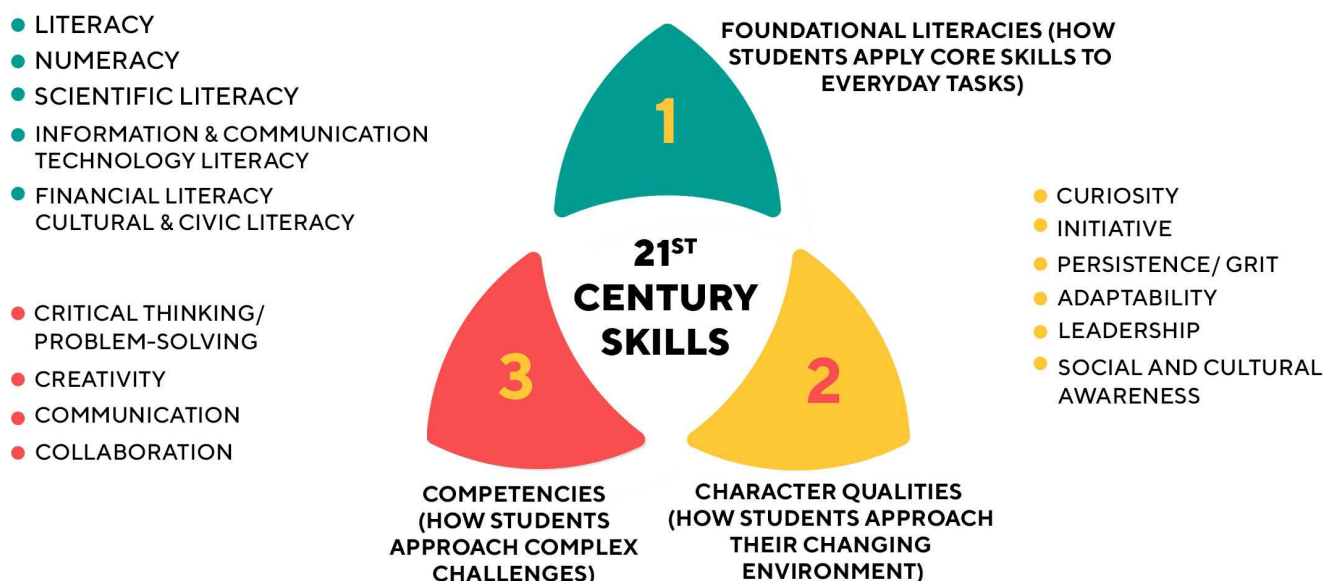 LITERACY
NUMERACY
SCIENTIFIC LITERACY
INFORMATION & COMMUNICATION
TECHNOLOGY LITERACY
FINANCIAL LITERACY
CULTURAL & CIVIC LITERACY
FOUNDATIONAL LITERACIES (HOW
STUDENTS APPLY CORE SKILLS TO
EVERYDAY TASKS)
1
21ST
CENTURY
SKILLS
CRITICAL THINKING/
PROBLEM-SOLVING
CREATIVITY
COMMUNICATION
COLLABORATION
3
2
CURIOSITY
INITIATIVE
PERSISTENCE/ GRIT
ADAPTABILITY
LEADERSHIP
SOCIAL AND CULTURAL
AWARENESS
COMPETENCIES
(HOW STUDENTS
APPROACH COMPLEX
CHALLENGES)
CHARACTER QUALITIES
(HOW STUDENTS APPROACH
THEIR CHANGING
ENVIRONMENT)